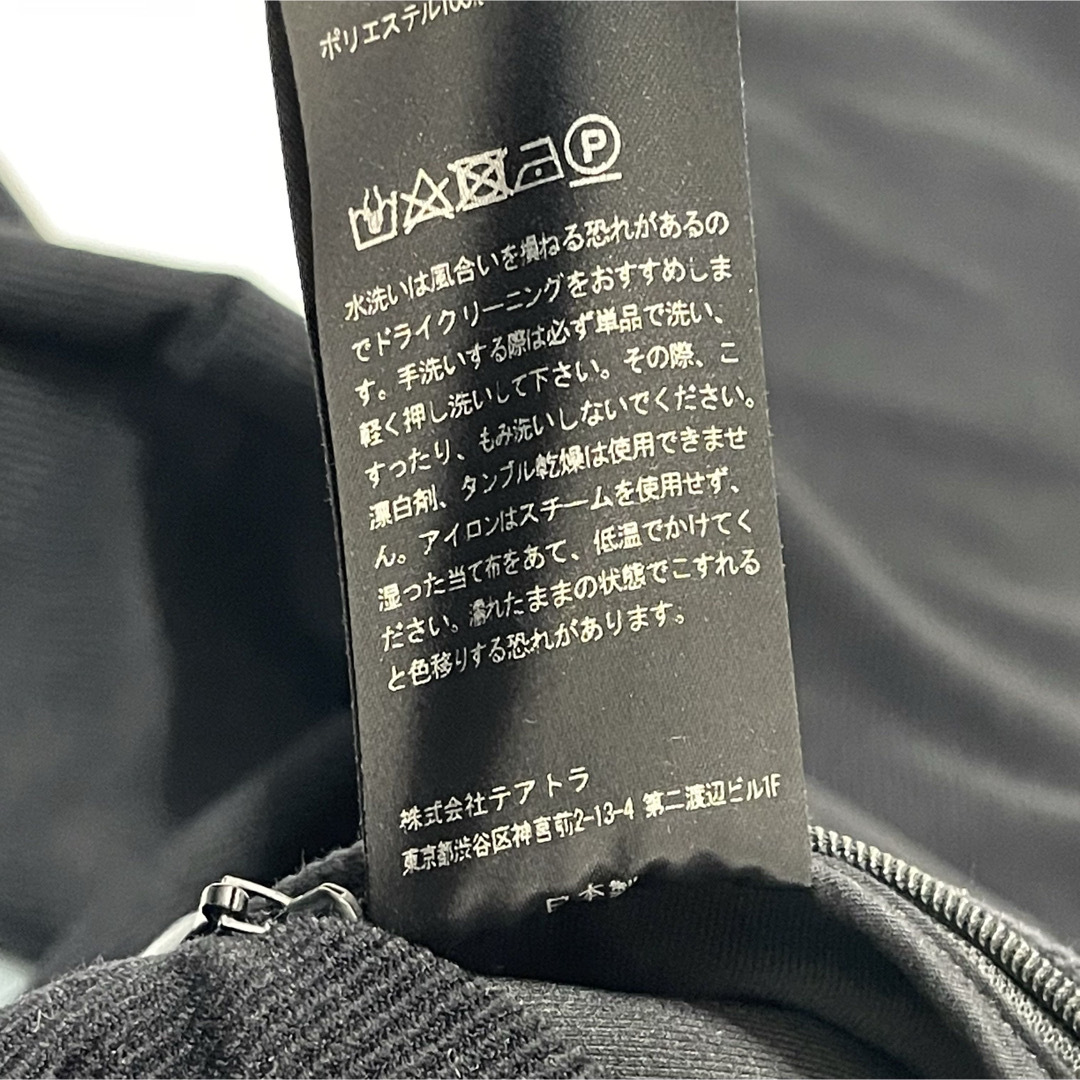 ポリエステル100%
P
水洗いは風合いを損ねる恐れがあるの
でドライクリーニングをおすすめしま
す。手洗いする際は必ず単品で洗い、
軽く押し洗いして下さい。その際、こ
すったり、もみ洗いしないでください。
漂白剤、タンブル乾燥は使用できませ
ん。アイロンはスチームを使用せず、
湿った当て布をあて、低温でかけてく
ださい。濡れたままの状態でこすれる
と色移りする恐れがあります。
株式会社テアトラ
東京都渋谷区神宮前2-13-4 第二渡辺ビル1F
日本製